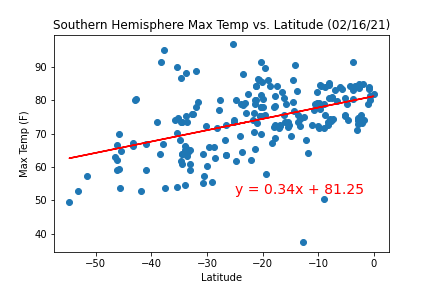 Southern Hemisphere Max Temp vs. Latitude (02/16/21)
90
80
70
60
50
40
Max Temp (F)
y = 0.34x + 81.25
−50 −40 −30 −20 −10 0
Latitude